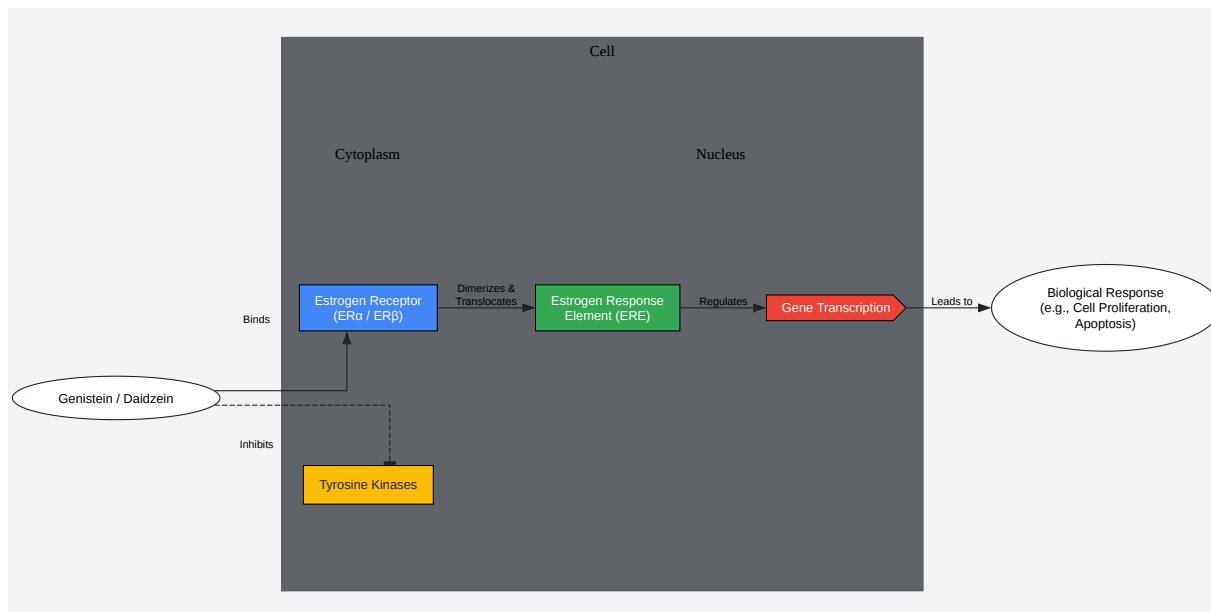 Cell
Cytoplasm
Nucleus
Estrogen Receptor
(ERα / ERβ)
Dimerizes &
Translocates
Estrogen Response
Element (ERE)
Regulates
Gene Transcription
Leads to
Biological Response
(e.g., Cell Proliferation,
Apoptosis)
Binds
Genistein / Daidzein
Inhibits
Tyrosine Kinases